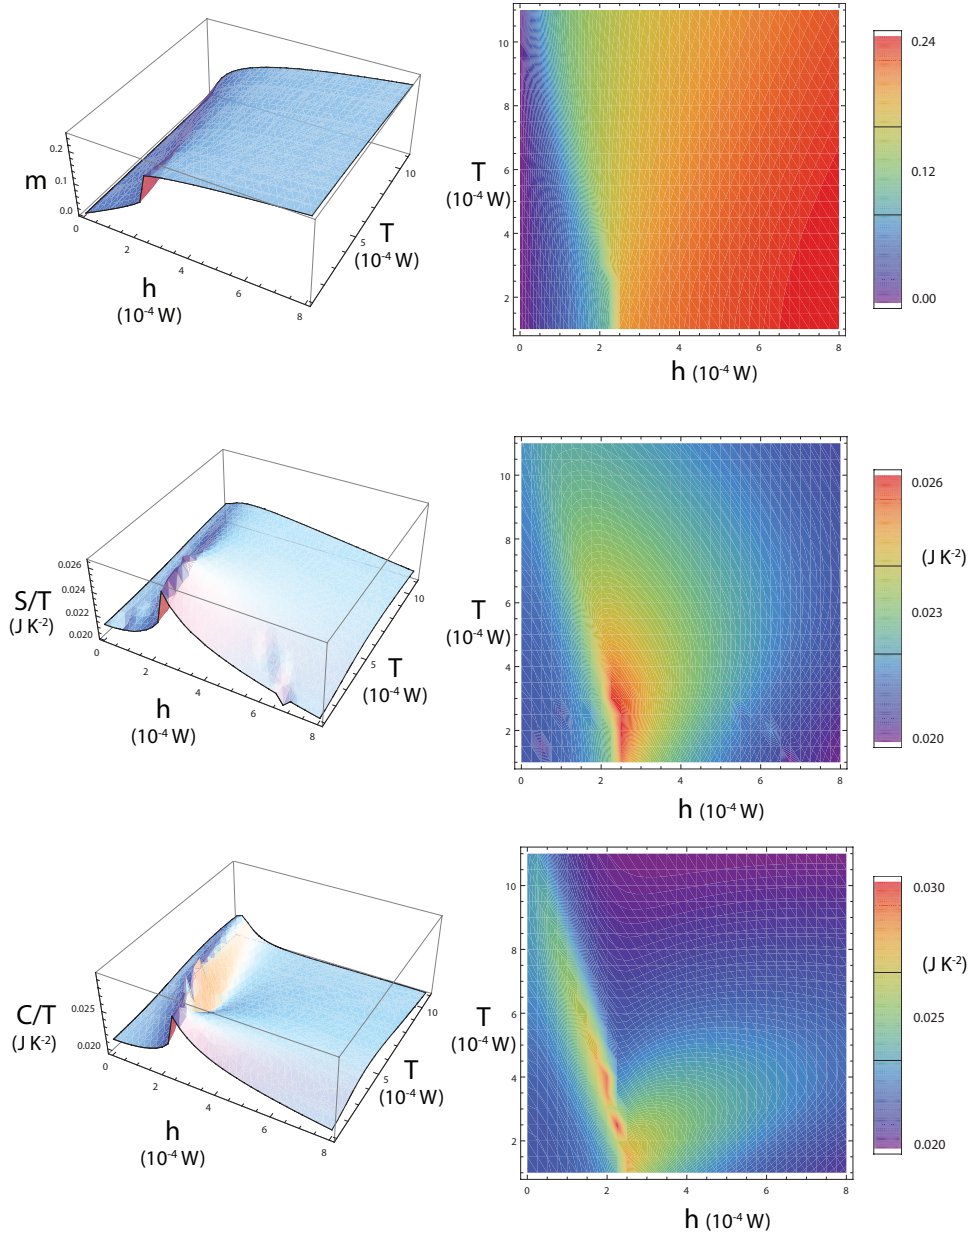 0.2
0.1
0.0
m
0
2
4
6
8
h
(10⁻⁴ W)
5
10
T
(10⁻⁴ W)
10
8
6
4
2
T
(10⁻⁴ W)
0
2
4
6
8
h (10⁻⁴ W)
0.24
0.12
0.00
0.026
0.024
0.022
0.020
S/T
(J K⁻²)
0
2
4
6
8
h
(10⁻⁴ W)
5
10
T
(10⁻⁴ W)
10
8
6
4
2
T
(10⁻⁴ W)
0
2
4
6
8
h (10⁻⁴ W)
0.026
(J K⁻²)
0.023
0.020
0.025
0.020
C/T
(J K⁻²)
0
2
4
6
8
h
(10⁻⁴ W)
5
10
T
(10⁻⁴ W)
10
8
6
4
2
T
(10⁻⁴ W)
0
2
4
6
8
h (10⁻⁴ W)
0.030
(J K⁻²)
0.025
0.020